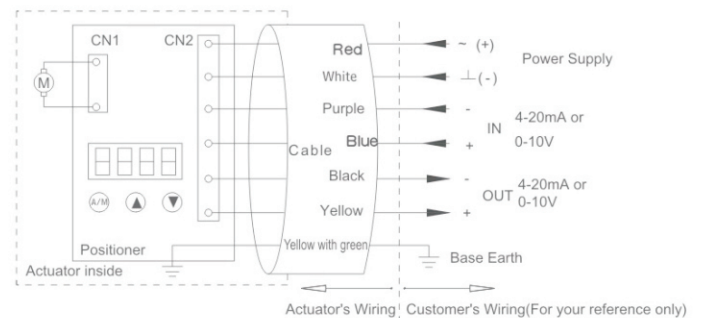 CN1
CN2
M
A/M
Positioner
Actuator inside
Cable
Red
White
Purple
Blue
Black
Yellow
Yellow with green
~ (+)
⊥(-)
Power Supply
-
IN
+
4-20mA or
0-10V
-
OUT
+
4-20mA or
0-10V
Base Earth
Actuator's Wiring
Customer's Wiring(For your reference only)